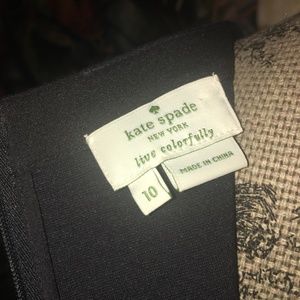 kate spade
NEW YORK
live colorfully
MADE IN CHINA
10